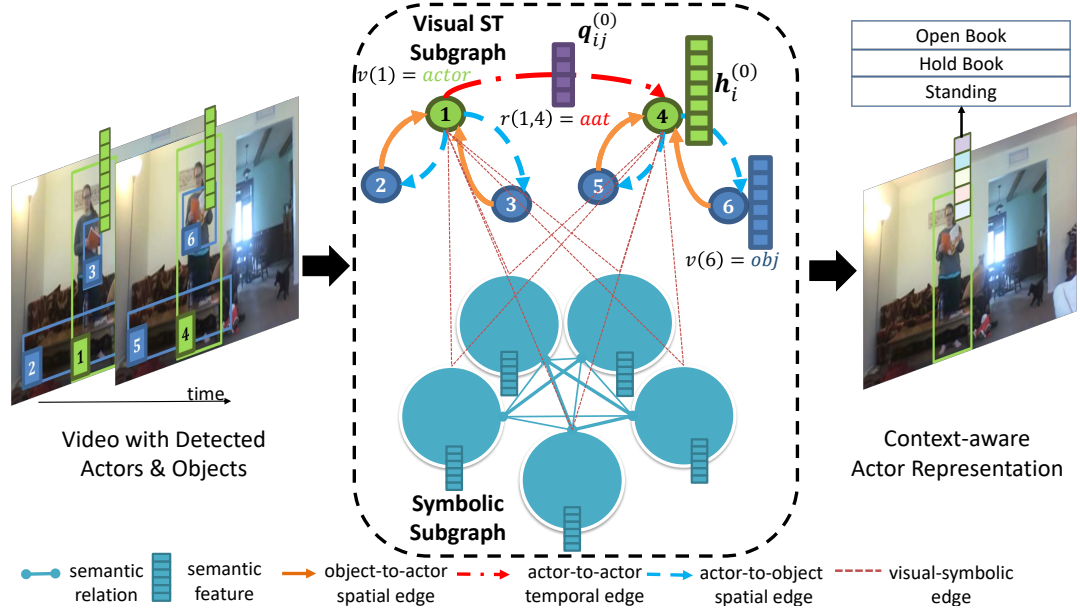 Visual ST
Subgraph
q_{ij}^{(0)}
h_i^{(0)}
v(1) = actor
r(1,4) = aat
1
4
2
3
5
6
v(6) = obj
Symbolic
Subgraph
6
3
2
1
5
4
time
Video with Detected
Actors & Objects
Open Book
Hold Book
Standing
Context-aware
Actor Representation
semantic
relation
semantic
feature
object-to-actor
spatial edge
actor-to-actor
temporal edge
actor-to-object
spatial edge
visual-symbolic
edge